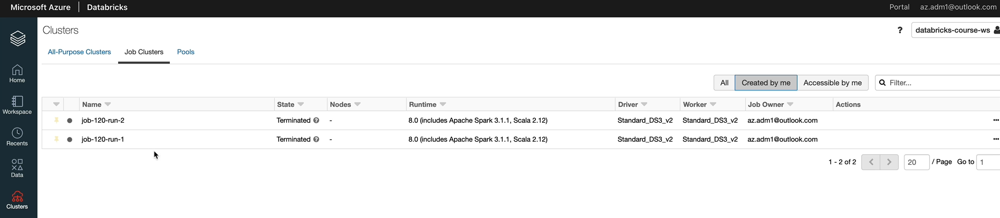 Microsoft Azure | Databricks Portal az.adm1@outlook.com
Clusters ? databricks-course-ws
All-Purpose Clusters Job Clusters Pools
Home
All Created by me Accessible by me Filter...
Workspace
Name State Nodes Runtime Driver Worker Job Owner Actions
job-120-run-2 Terminated ? - 8.0 (includes Apache Spark 3.1.1, Scala 2.12) Standard_DS3_v2 Standard_DS3_v2 az.adm1@outlook.com ...
job-120-run-1 Terminated ? - 8.0 (includes Apache Spark 3.1.1, Scala 2.12) Standard_DS3_v2 Standard_DS3_v2 az.adm1@outlook.com ...
Recents
1 - 2 of 2 < > 20 / Page Go to 1
Data
Clusters